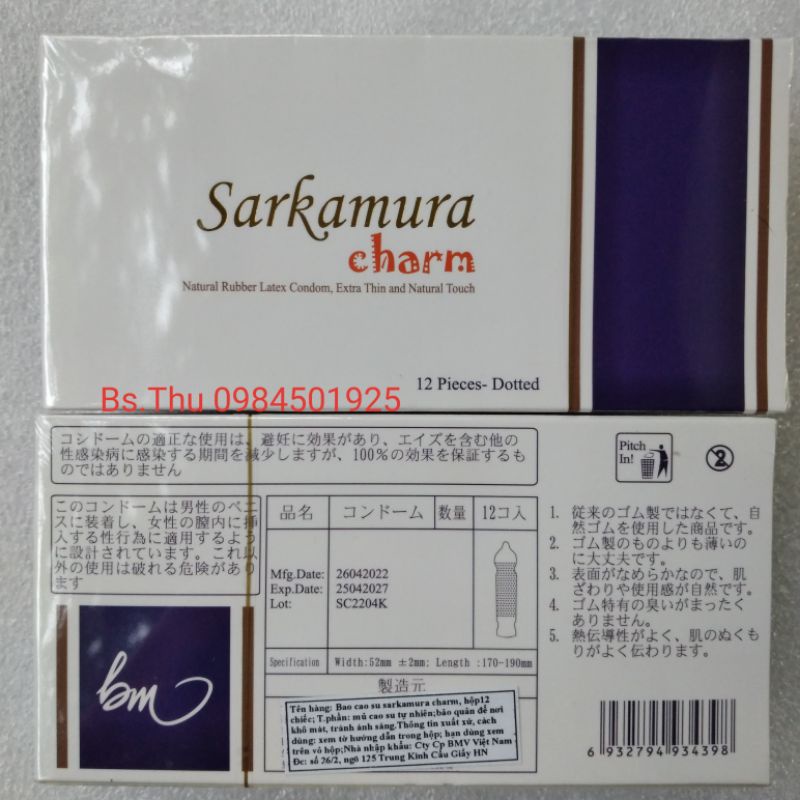 Sarkamura
charm
Natural Rubber Latex Condom, Extra Thin and Natural Touch
12 Pieces- Dotted
Bs.Thu 0984501925
コンドームの適正な使用は、避妊に効果があり、エイズを含む他の
性感染病に感染する期間を減少しますが、100%の効果を保証するも
のではありません
Pitch
In!
2
このコンドームは男性のペニ
スに装着し、女性の膣内に挿
入する性行為に適用するよう
に設計されています。これ以
外の使用は破れる危険があり
ます
品名
コンドーム
数量
12コ入
Mfg.Date: 26042022
Exp.Date: 25042027
Lot: SC2204K
Specification
Width:52mm ±2mm; Length :170-190mm
製造元
1. 従来のゴム製ではなくて、自
然ゴムを使用した商品です。
2. ゴム製のものよりも薄いの
に大丈夫です。
3. 表面がなめらかなので、肌
ざわりや使用感が自然です。
4. ゴム特有の臭いがまったく
ありません。
5. 熱伝導性がよく、肌のぬくも
りがよく伝わります。
bm
Tên hàng: Bao cao su sarkamura charm, hộp12
chiếc; T.phần: mủ cao su tự nhiên;bảo quản để nơi
khô mát, tránh ánh sáng.Thông tin xuất xứ, cách
dùng: xem tờ hướng dẫn trong hộp; hạn dùng xem
trên vỏ hộp;Nhà nhập khẩu: Cty Cp BMV Việt Nam
Đc: số 26/2, ngõ 125 Trung Kính Cầu Giấy HN
6 932794 934398